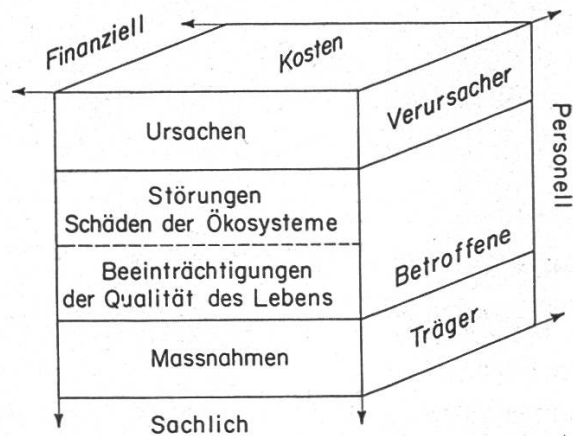 Finanziell
Kosten
Ursachen
Verursacher
Störungen
Schäden der Ökosysteme
Beeinträchtigungen
der Qualität des Lebens
Betroffene
Massnahmen
Träger
Personell
Sachlich